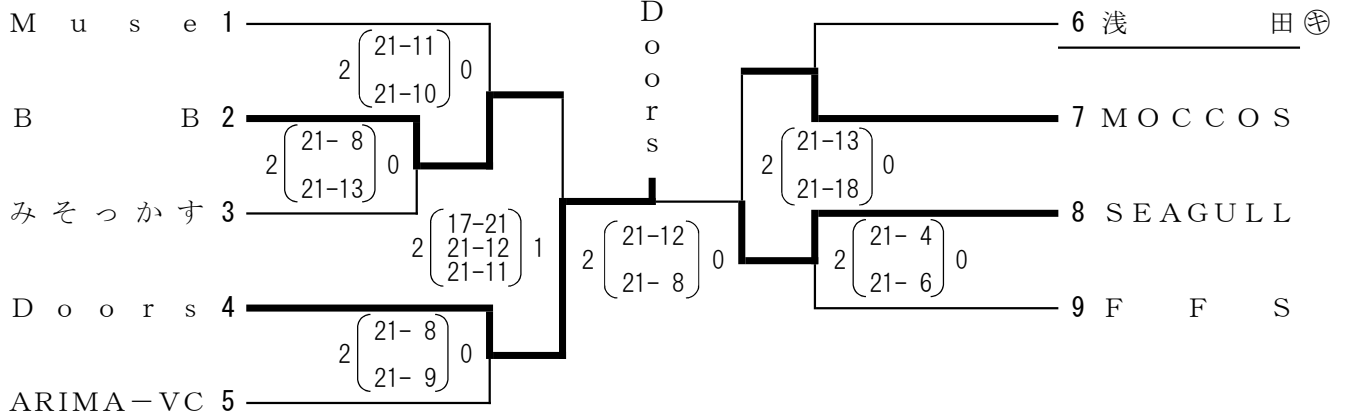 Muse 1
2 21-11 0
21-10
BB 2
2 21- 8 0
21-13
みそっかす 3
2 17-21 1
21-12
21-11
Doors 4
2 21- 8 0
21- 9
ARIMA－VC 5
Doors
2 21-12 0
21- 8
6 浅田㋖
7 MOCCOS
2 21-13 0
21-18
8 SEAGULL
2 21- 4 0
21- 6
9 FFS